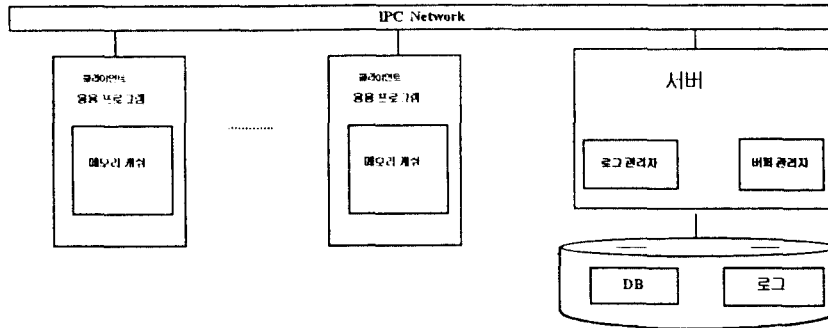 IPC Network
클라이언트
응용 프로그램
메모리 캐쉬
클라이언트
응용 프로그램
메모리 캐쉬
서버
로그 관리자
버퍼 관리자
DB
로그